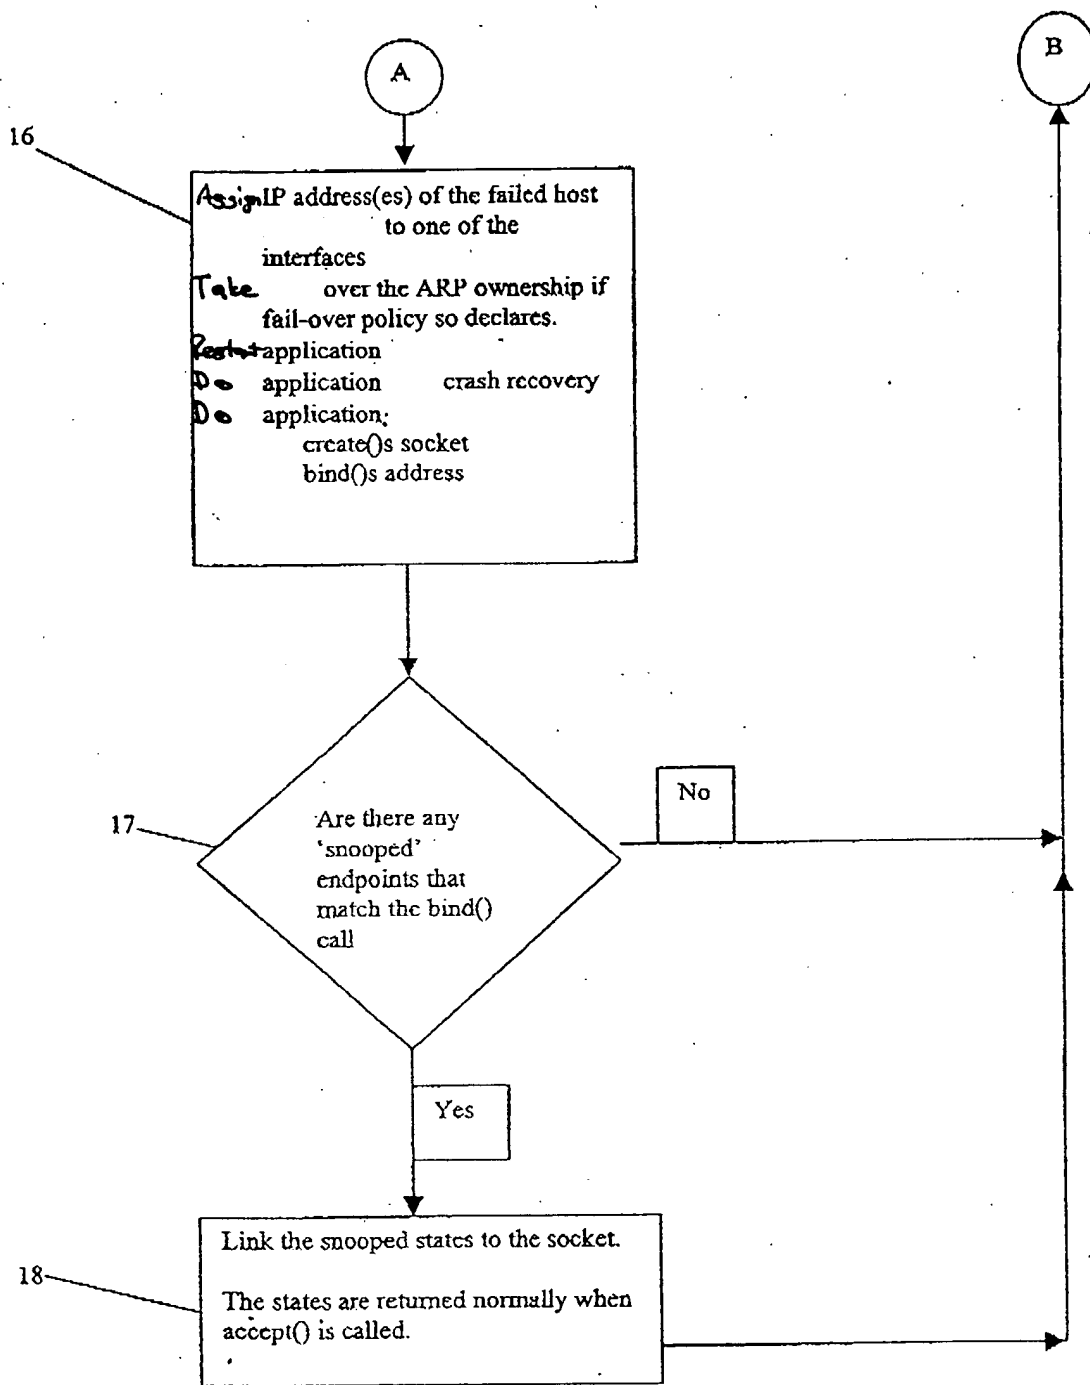 A
B
16
Assign IP address(es) of the failed host
to one of the
interfaces
Take over the ARP ownership if
fail-over policy so declares.
Restart application
Do application crash recovery
Do application:
create()s socket
bind()s address
17
Are there any
'snooped'
endpoints that
match the bind()
call
No
Yes
18
Link the snooped states to the socket.
The states are returned normally when
accept() is called.